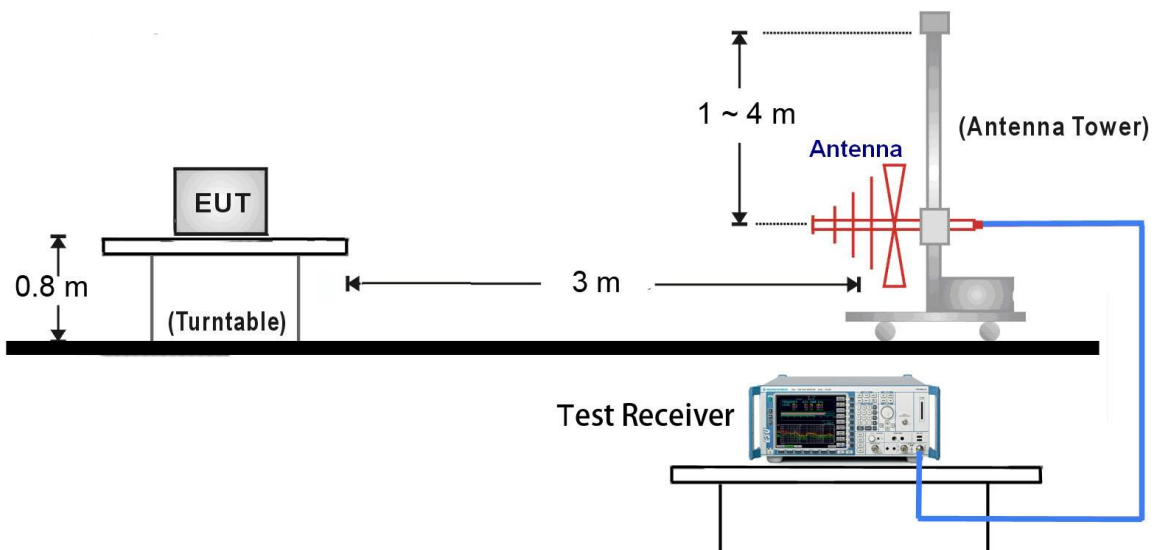 1 ~ 4 m
(Antenna Tower)
Antenna
EUT
0.8 m
3 m
(Turntable)
Test Receiver